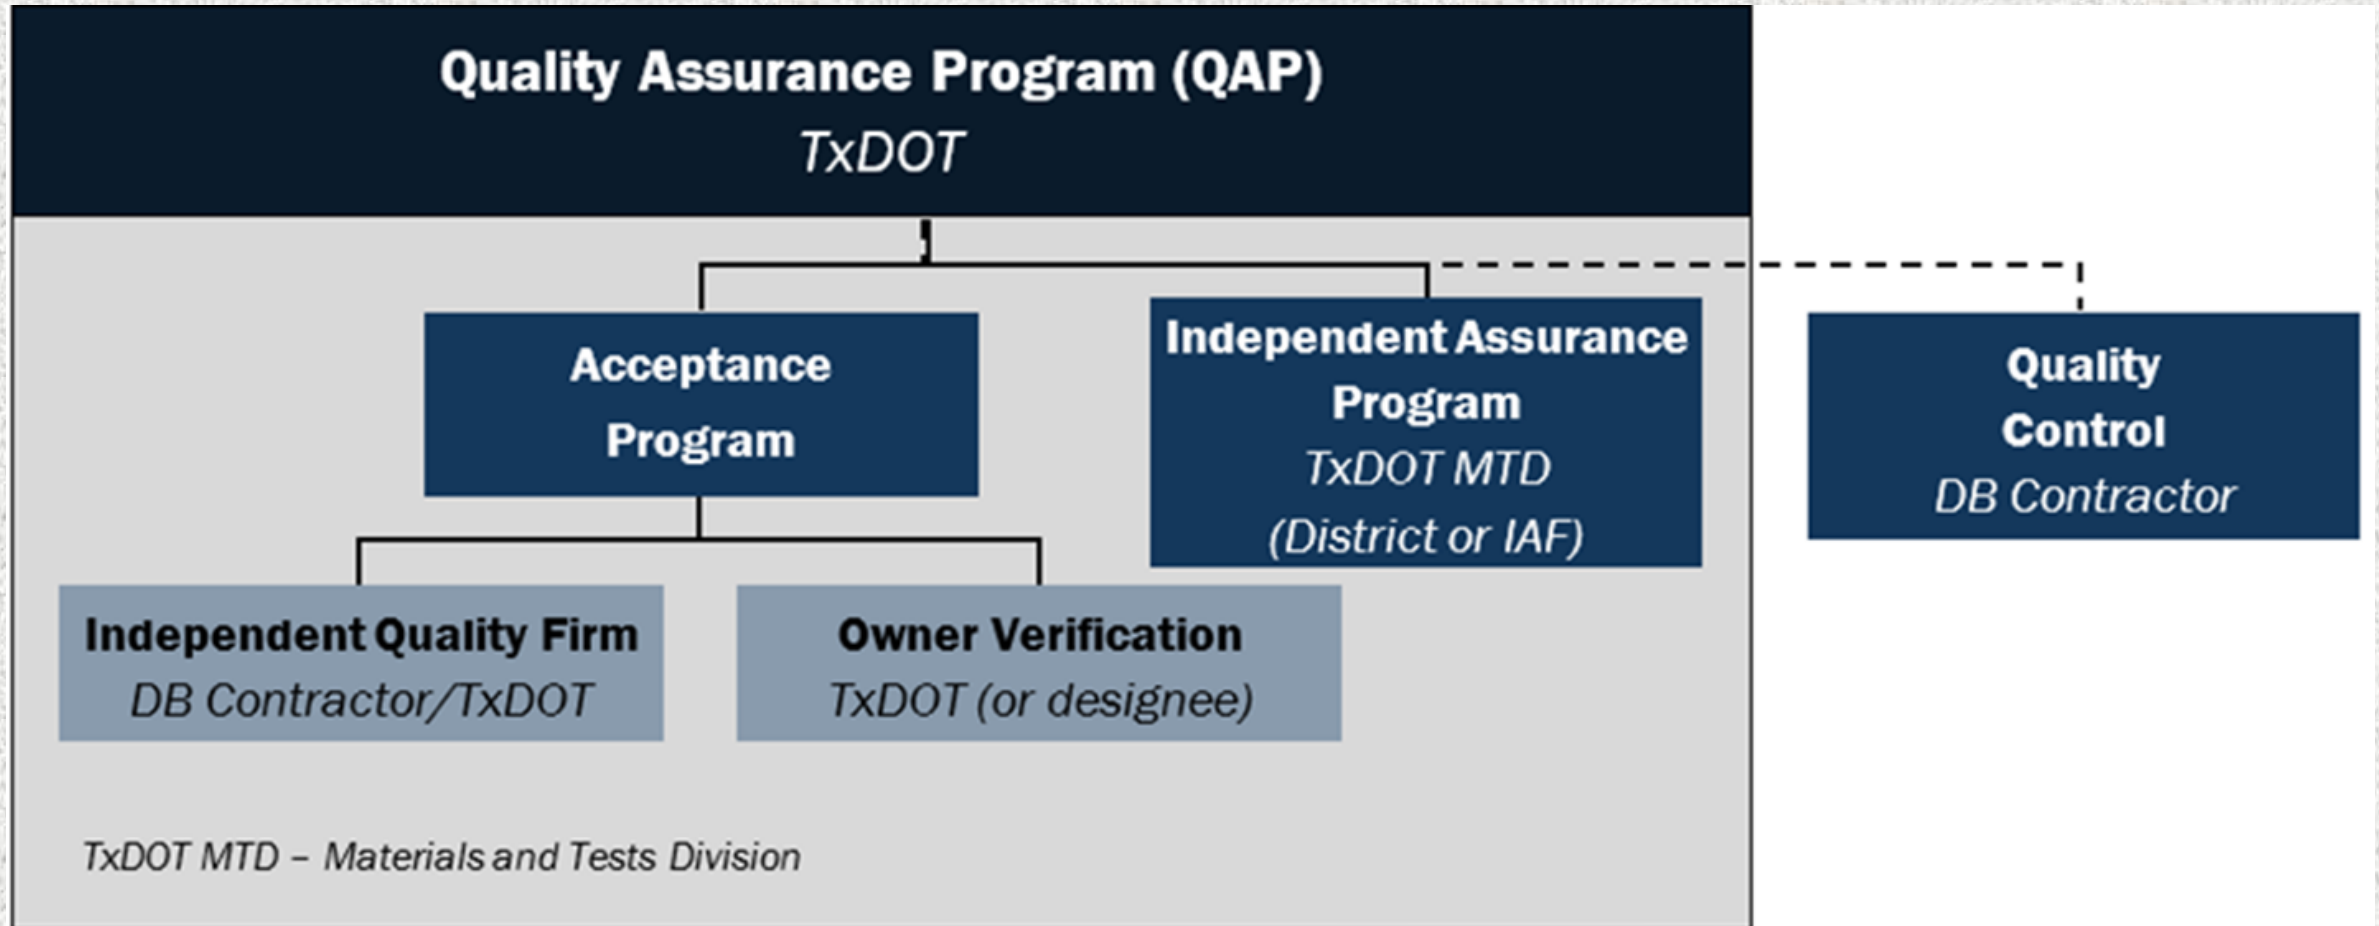 Quality Assurance Program (QAP)
TxDOT
Acceptance
Program
Independent Assurance
Program
TxDOT MTD
(District or IAF)
Quality
Control
DB Contractor
Independent Quality Firm
DB Contractor/TxDOT
Owner Verification
TxDOT (or designee)
TxDOT MTD – Materials and Tests Division